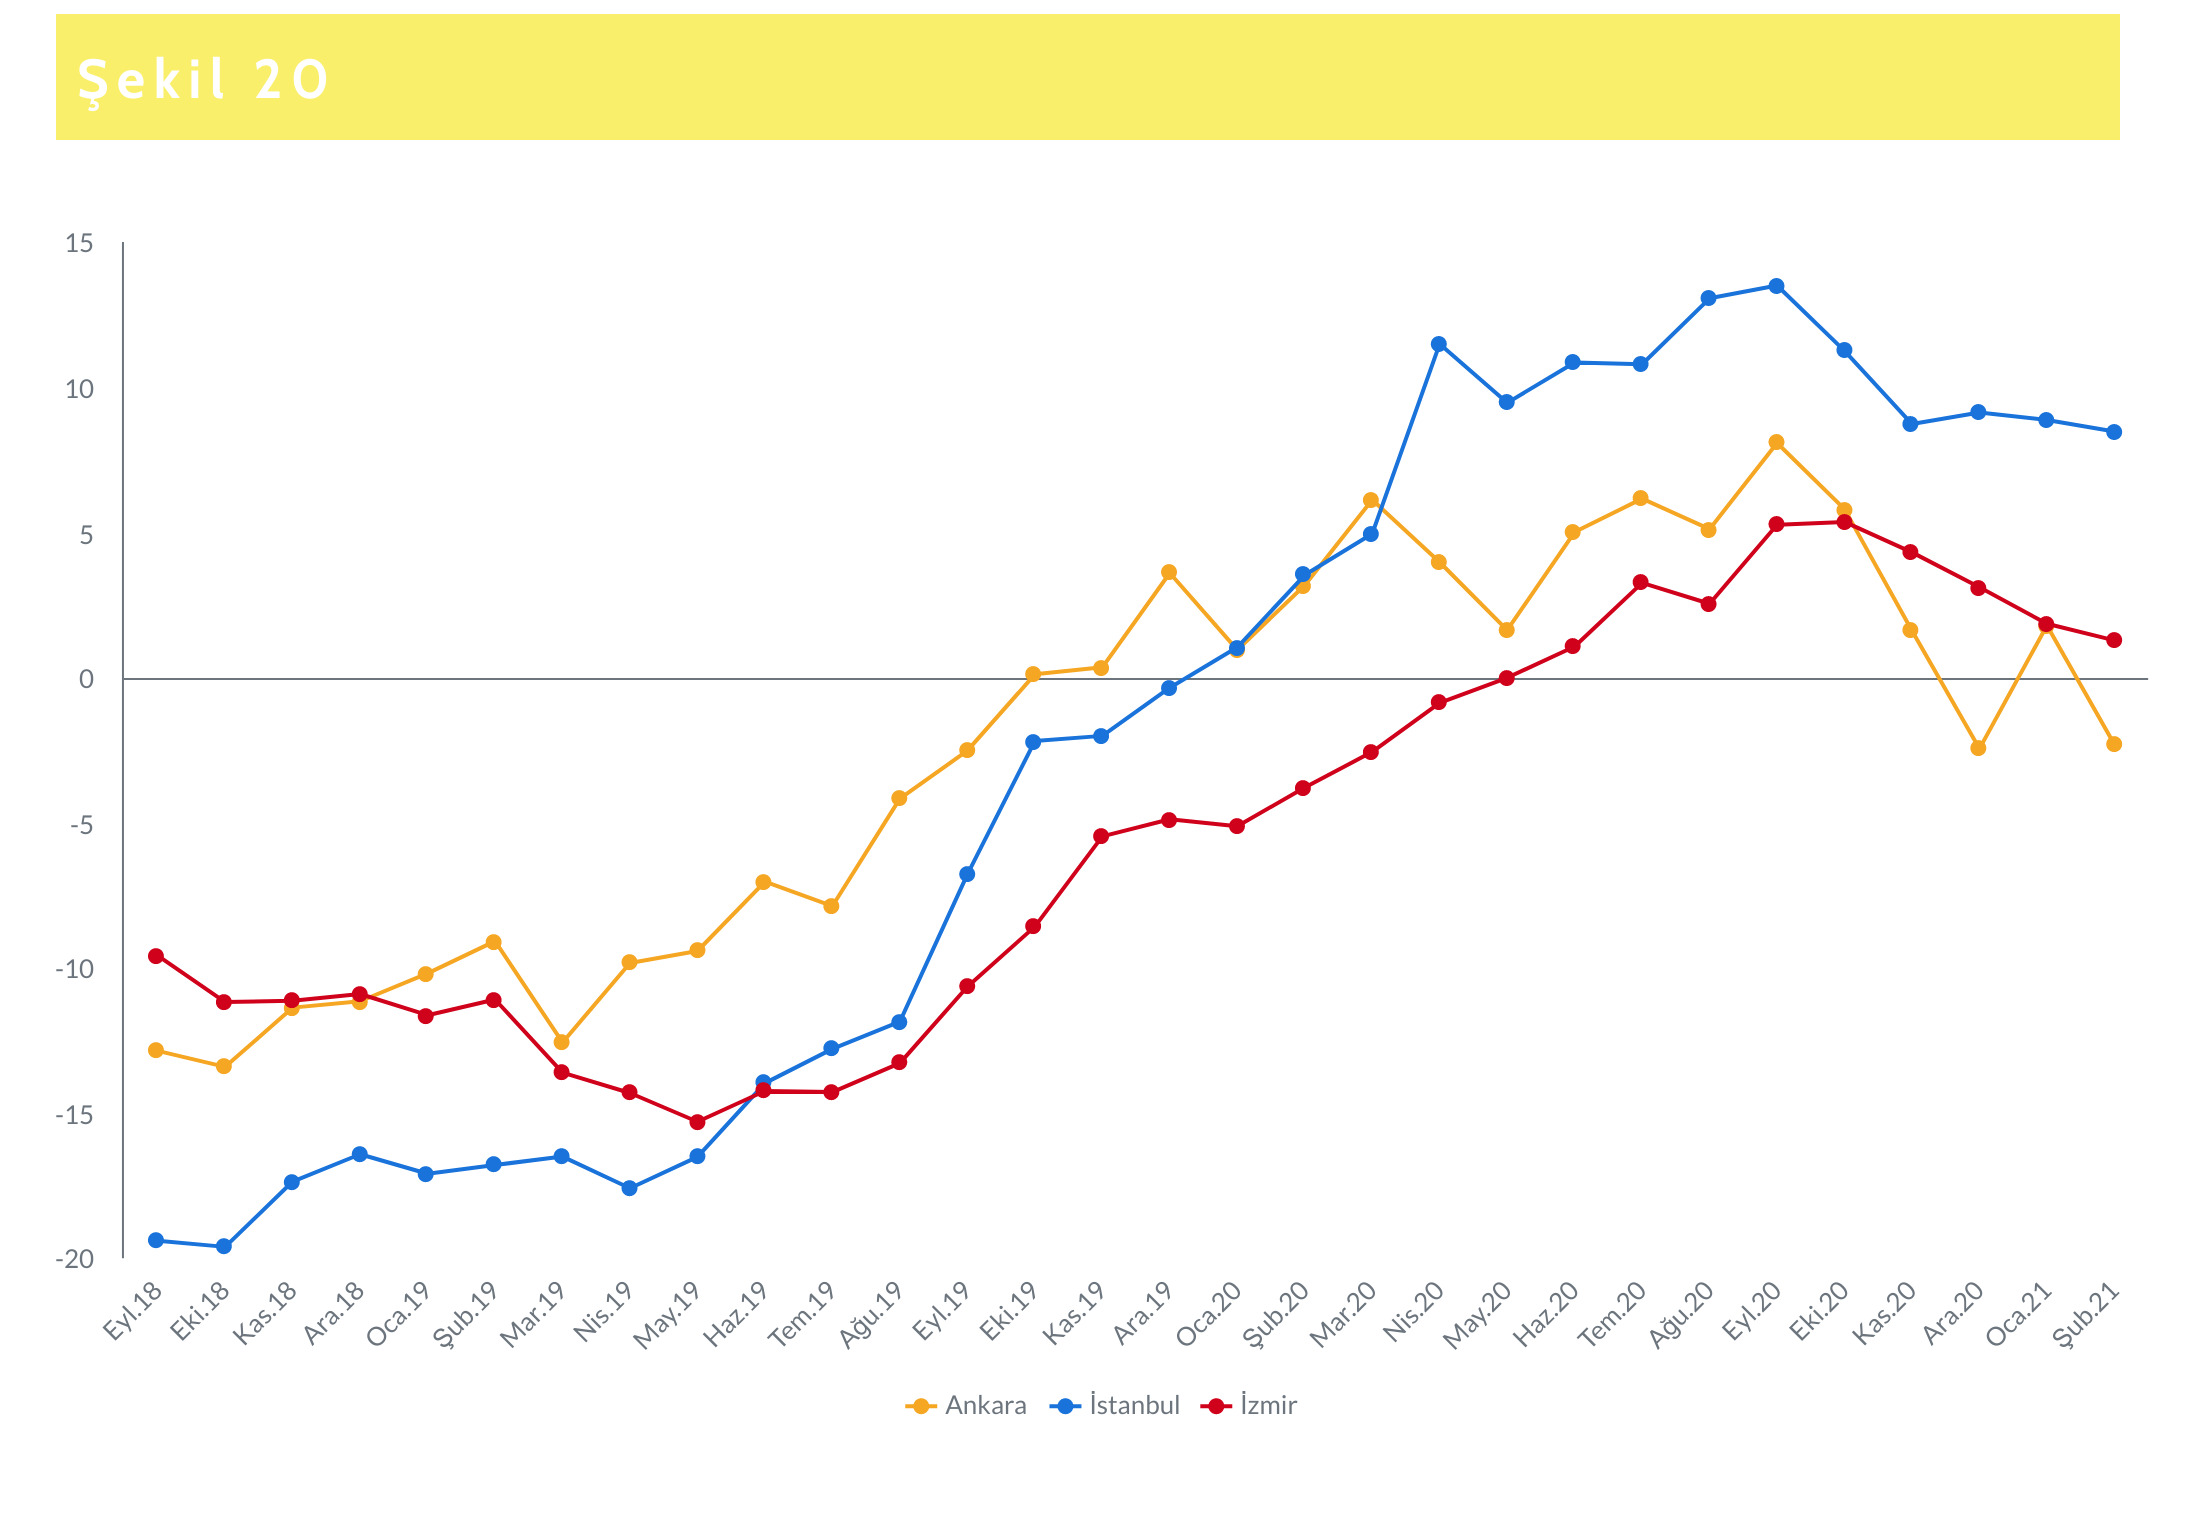 Şekil 20
15
10
5
0
-5
-10
-15
-20
Eyl.18 Eki.18 Kas.18 Ara.18 Oca.19 Şub.19 Mar.19 Nis.19 May.19 Haz.19 Tem.19 Ağu.19 Eyl.19 Eki.19 Kas.19 Ara.19 Oca.20 Şub.20 Mar.20 Nis.20 May.20 Haz.20 Tem.20 Ağu.20 Eyl.20 Eki.20 Kas.20 Ara.20 Oca.21 Şub.21
Ankara İstanbul İzmir